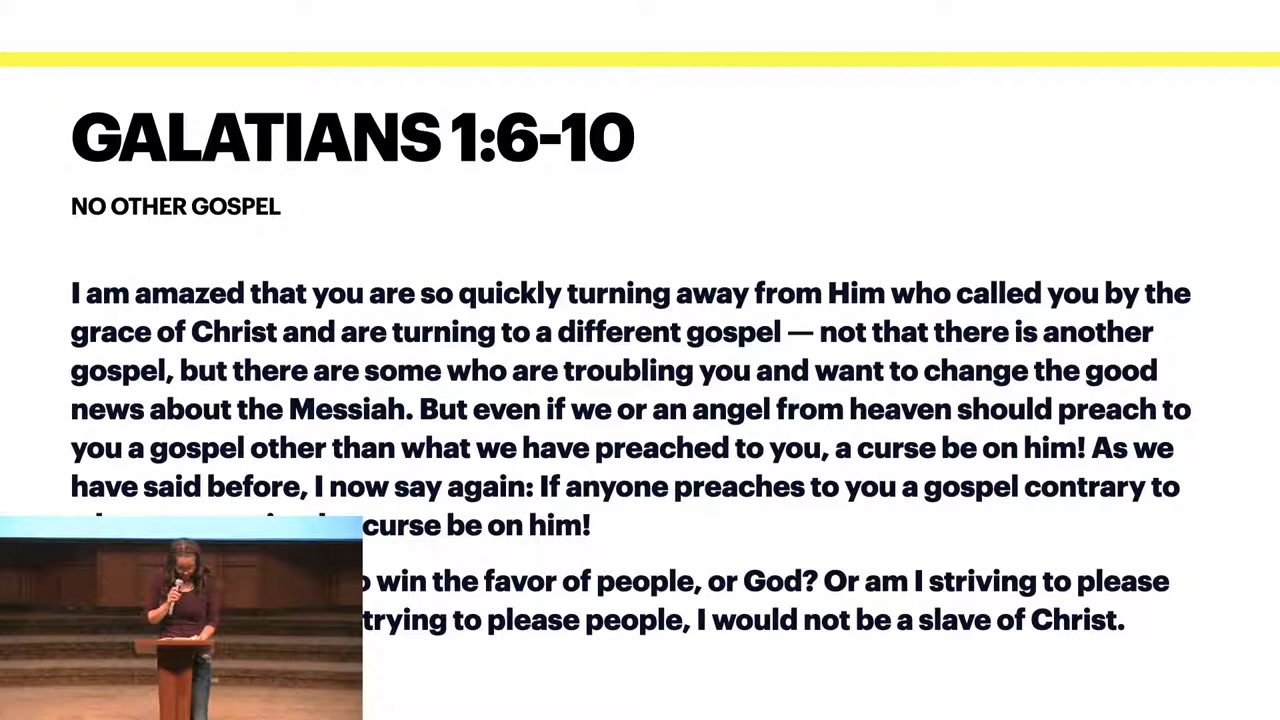 GALATIANS 1:6-10
NO OTHER GOSPEL
I am amazed that you are so quickly turning away from Him who called you by the
grace of Christ and are turning to a different gospel — not that there is another
gospel, but there are some who are troubling you and want to change the good
news about the Messiah. But even if we or an angel from heaven should preach to
you a gospel other than what we have preached to you, a curse be on him! As we
have said before, I now say again: If anyone preaches to you a gospel contrary to
curse be on him!
win the favor of people, or God? Or am I striving to please
trying to please people, I would not be a slave of Christ.